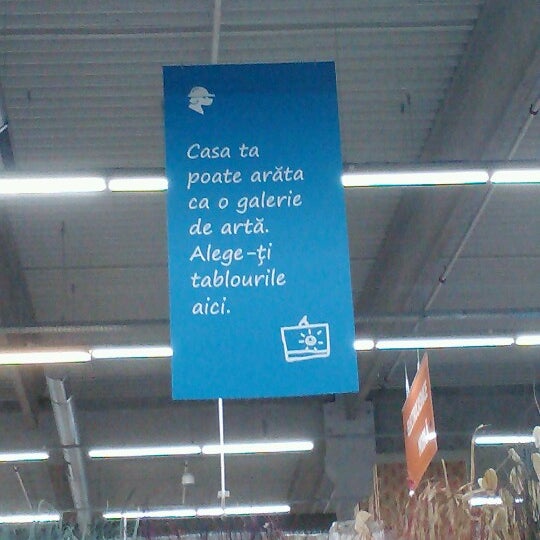 Casa ta
poate arăta
ca o galerie
de artă.
Alege-ţi
tablourile
aici.